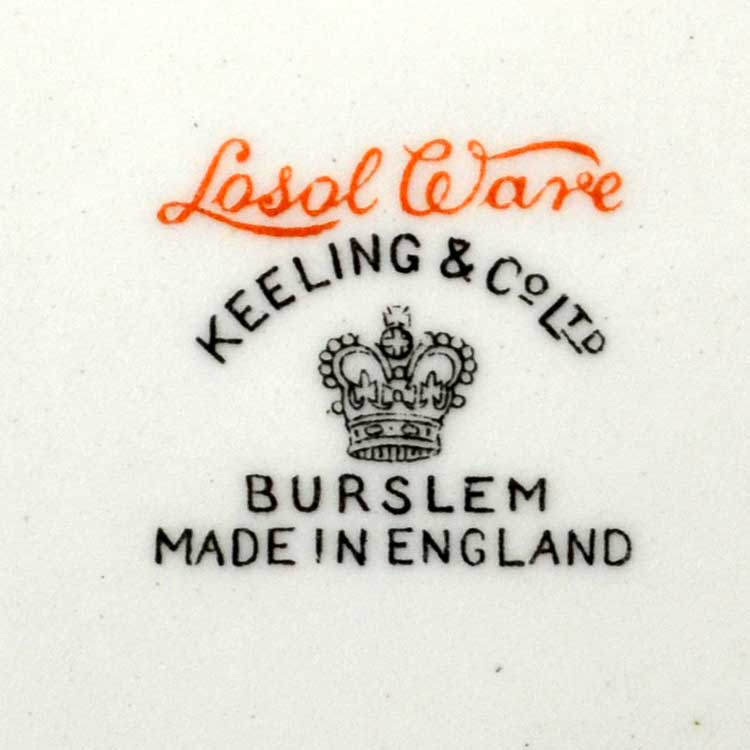 Losol Ware
KEELING & Co LTD
BURSLEM
MADE IN ENGLAND